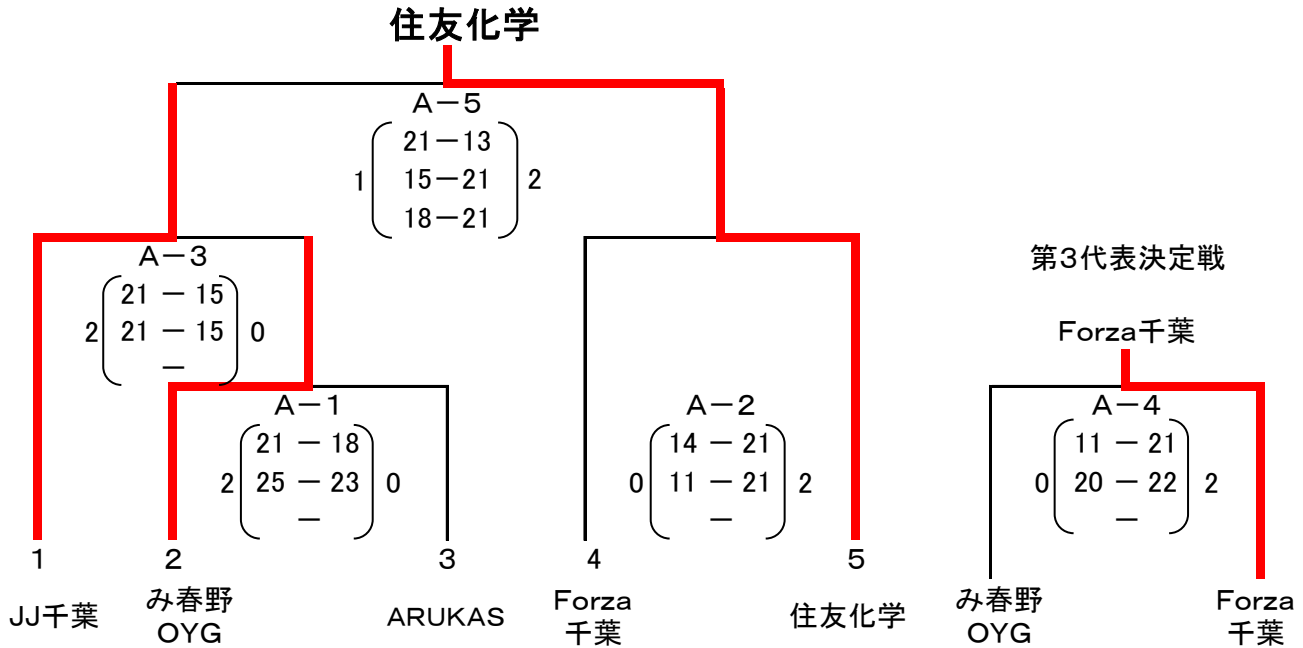 住友化学
A－5
21－13
1 15－21 2
18－21
A－3
21 － 15
2 21 － 15 0
－
第3代表決定戦
Forza千葉
A－1
21 － 18
2 25 － 23 0
－
A－2
14 － 21
0 11 － 21 2
－
A－4
11 － 21
0 20 － 22 2
－
1 2 3 4 5
JJ千葉
み春野
OYG
ARUKAS
Forza
千葉
住友化学
み春野
OYG
Forza
千葉